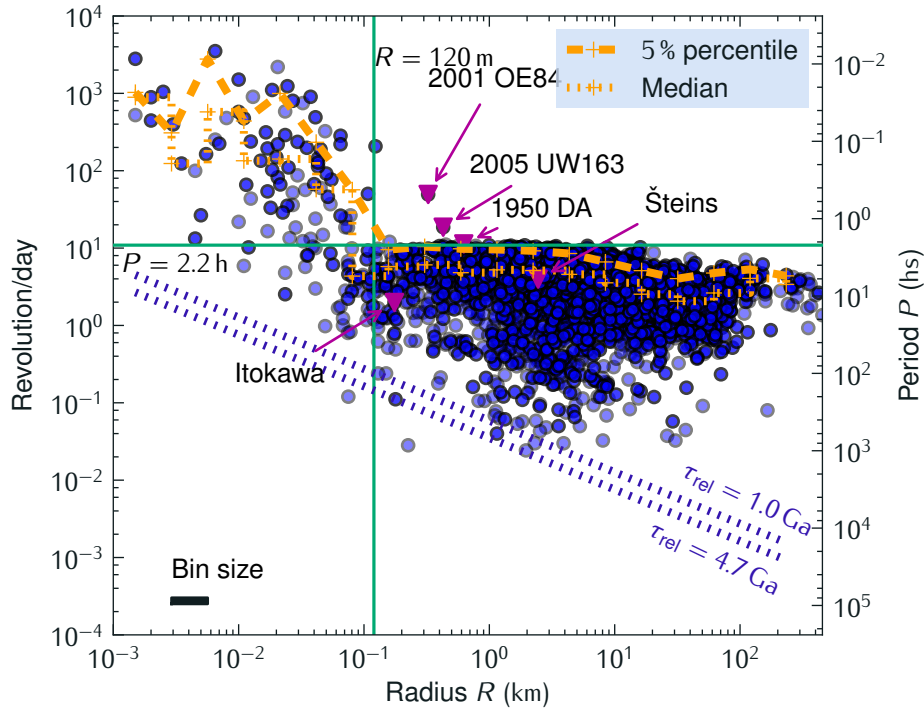 10^4
10^3
10^2
10^1
10^0
10^{-1}
10^{-2}
10^{-3}
10^{-4}
Revolution/day
R = 120 m
5 % percentile
Median
2001 OE84
2005 UW163
1950 DA
Šteins
P = 2.2 h
Itokawa
τ_rel = 1.0 Ga
τ_rel = 4.7 Ga
Bin size
10^{-2}
10^{-1}
10^0
10^1
10^2
10^3
10^4
10^5
Period P (hs)
10^{-3}
10^{-2}
10^{-1}
10^0
10^1
10^2
Radius R (km)